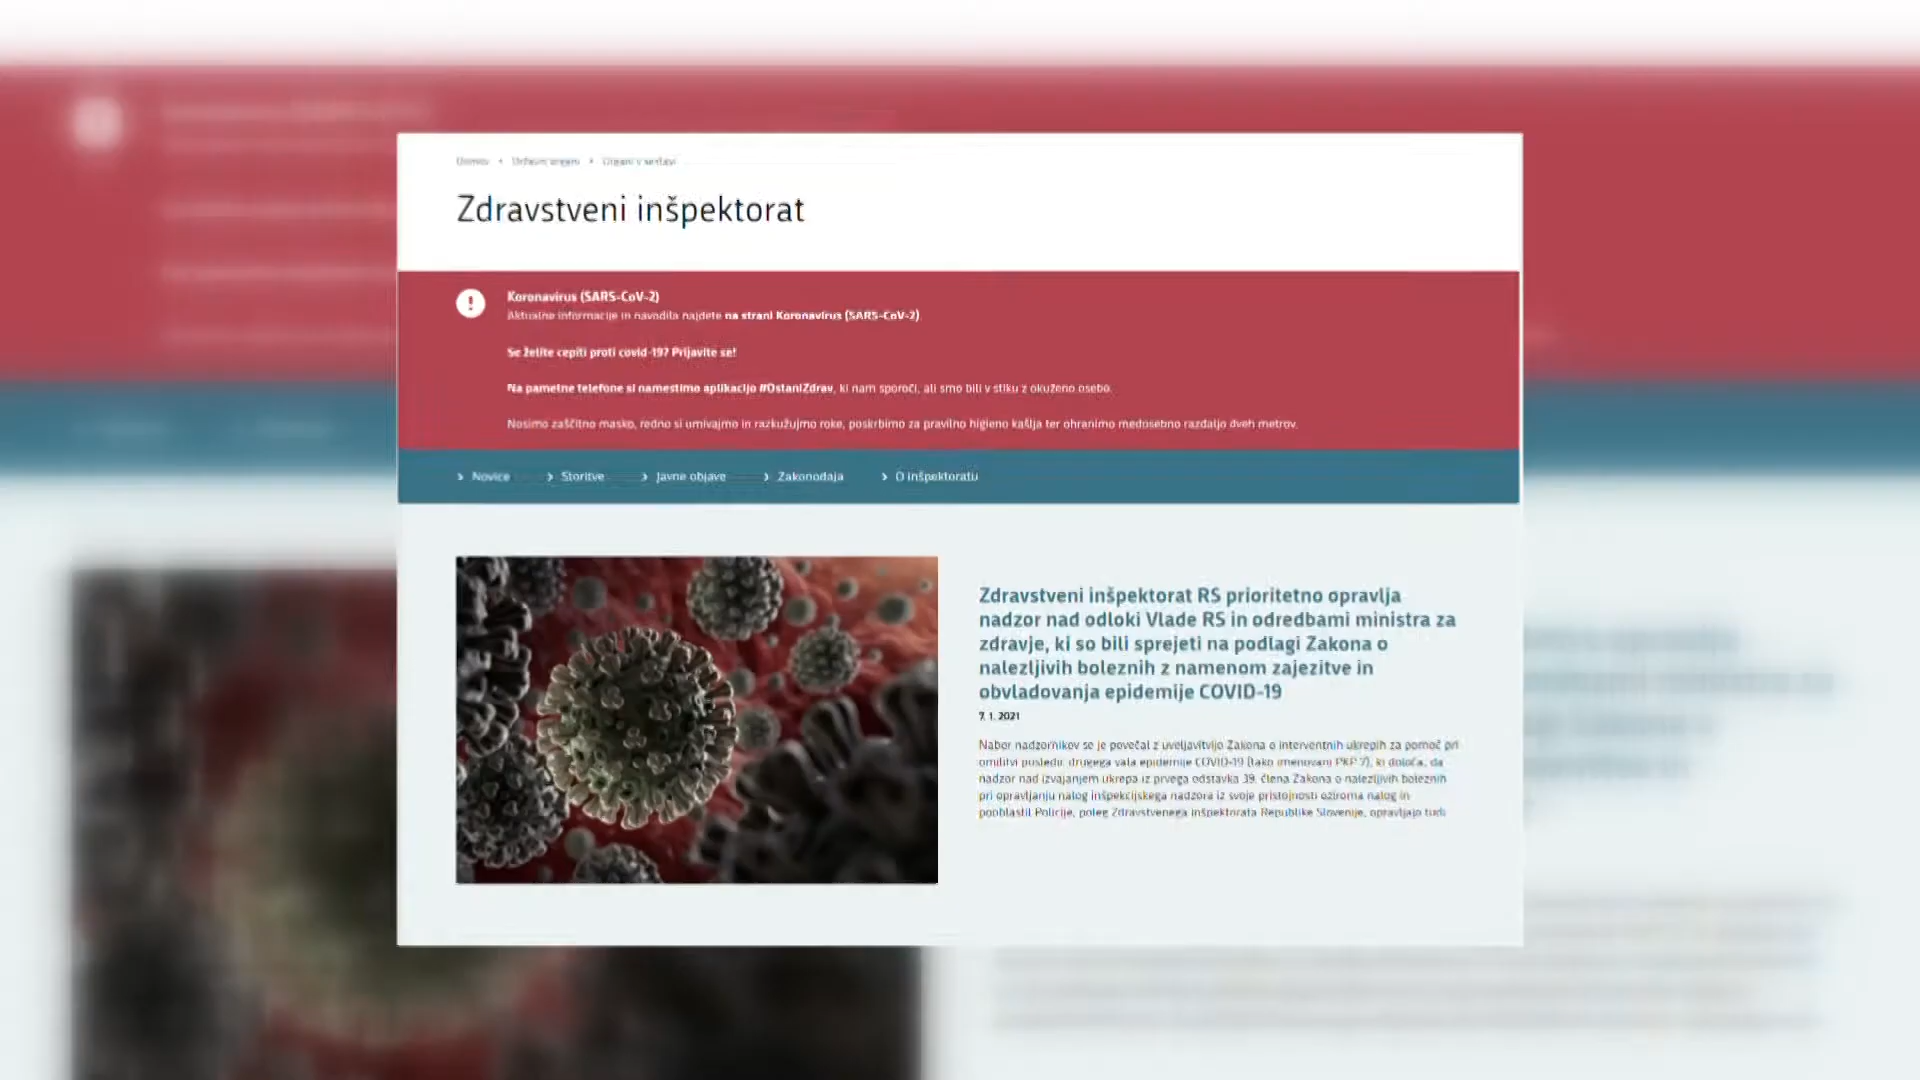 Domov Državni organi Organi v sestavi
Zdravstveni inšpektorat
Koronavirus (SARS-CoV-2)
Aktualne informacije in navodila najdete na strani Koronavirus (SARS-CoV-2)
Se želite cepiti proti covid-19? Prijavite se!
Na pametne telefone si namestimo aplikacijo #OstaniZdrav, ki nam sporoči, ali smo bili v stiku z okuženo osebo.
Nosimo zaščitno masko, redno si umivajmo in razkužujmo roke, poskrbimo za pravilno higieno kašlja ter ohranimo medosebno razdaljo dveh metrov.
Novice Storitve Javne objave Zakonodaja O inšpektoratu
Zdravstveni inšpektorat RS prioritetno opravlja
nadzor nad odloki Vlade RS in odredbami ministra za
zdravje, ki so bili sprejeti na podlagi Zakona o
nalezljivih boleznih z namenom zajezitve in
obvladovanja epidemije COVID-19
7. 1. 2021
Nabor nadzornikov se je povečal z uveljavitvijo Zakona o interventnih ukrepih za pomoč pri
omilitvi posledic drugega vala epidemije COVID-19 (tako imenovani PKP 7), ki določa, da
nadzor nad izvajanjem ukrepa iz prvega odstavka 39. člena Zakona o nalezljivih boleznih
pri opravljanju nalog inšpekcijskega nadzora iz svoje pristojnosti oziroma nalog in
pooblastil Policije, poleg Zdravstvenega inšpektorata Republike Slovenije, opravljajo tudi